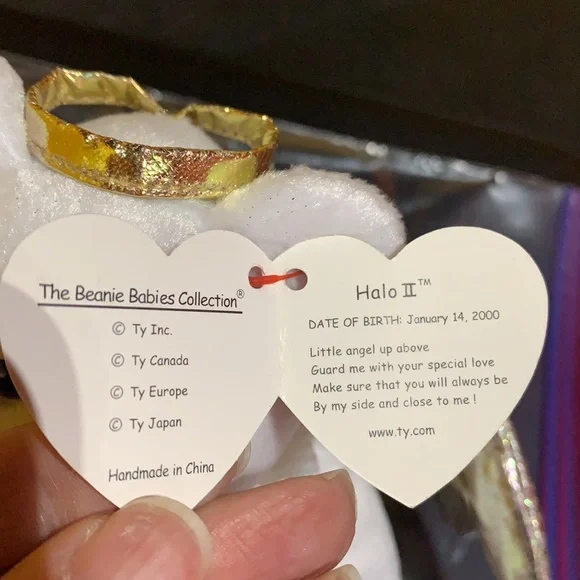 The Beanie Babies Collection®
© Ty Inc.
© Ty Canada
© Ty Europe
© Ty Japan
Handmade in China
Halo II™
DATE OF BIRTH: January 14, 2000
Little angel up above
Guard me with your special love
Make sure that you will always be
By my side and close to me !
www.ty.com